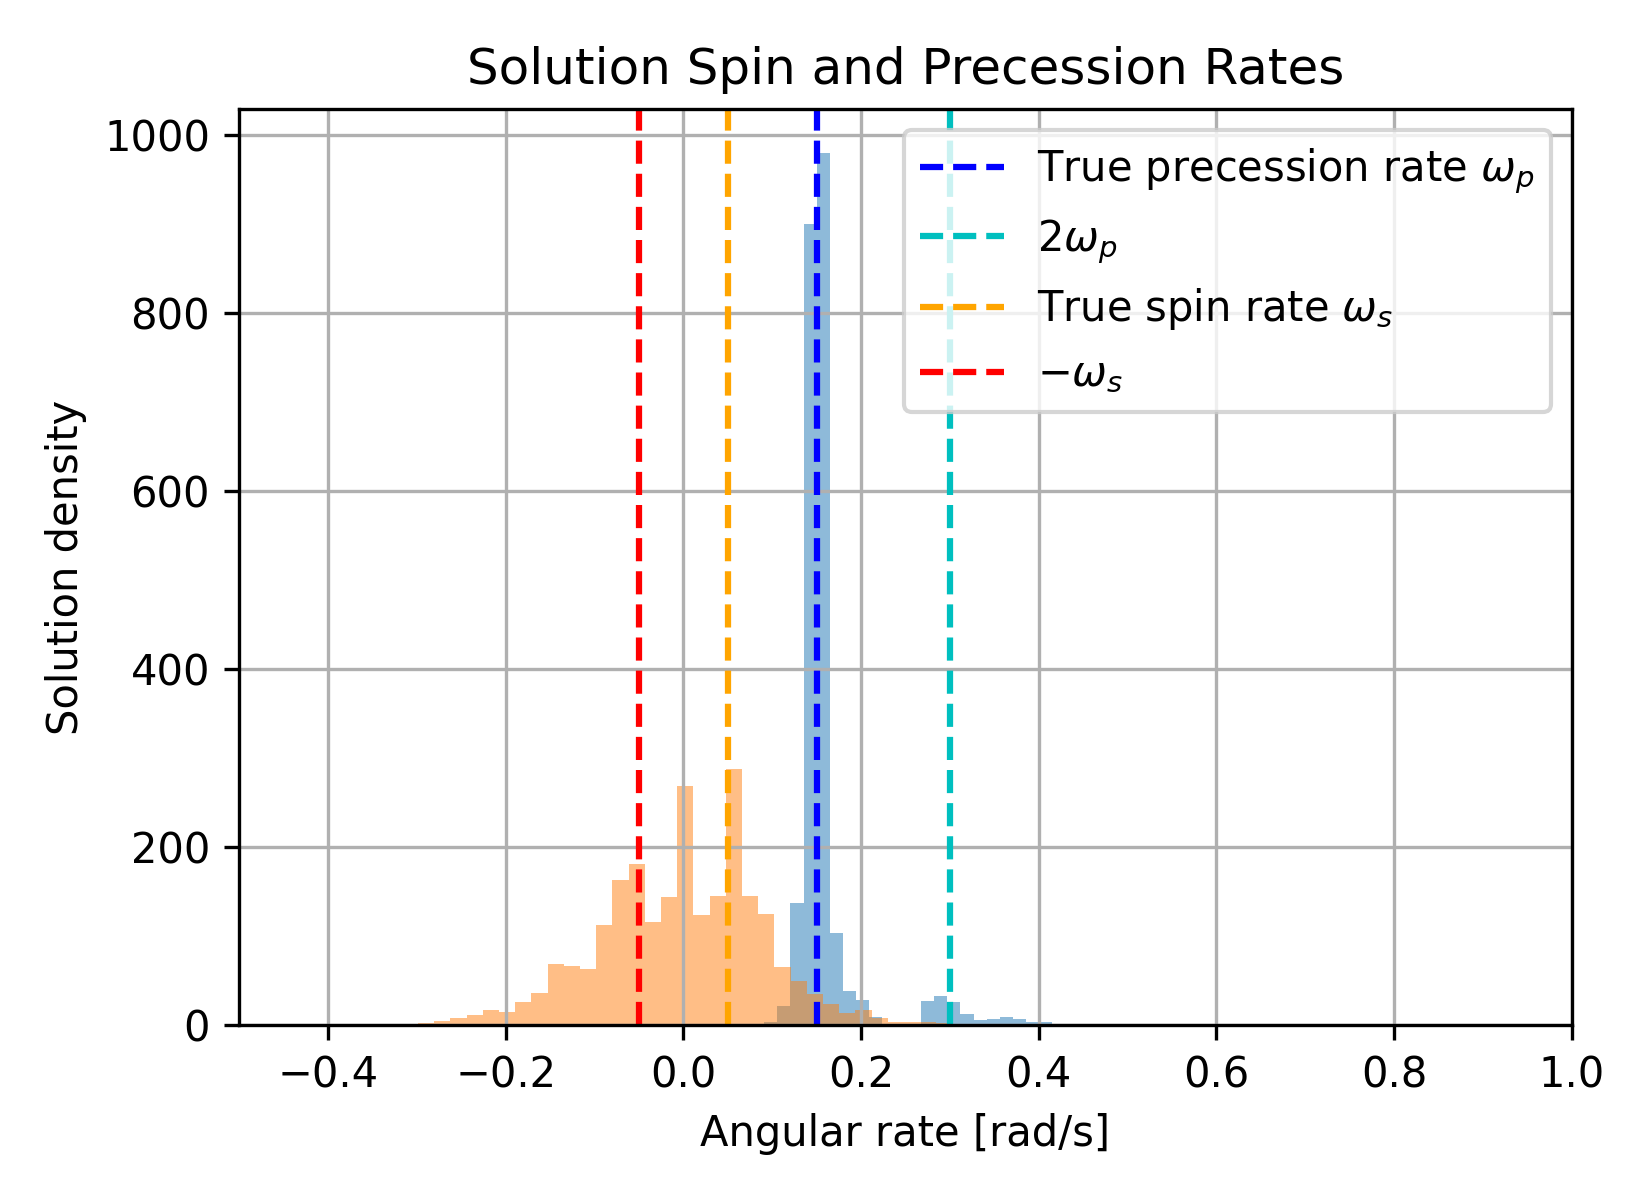 Solution Spin and Precession Rates
1000
800
600
400
200
0
Solution density
True precession rate ωₚ
2ωₚ
True spin rate ωₛ
−ωₛ
−0.4 −0.2 0.0 0.2 0.4 0.6 0.8 1.0
Angular rate [rad/s]